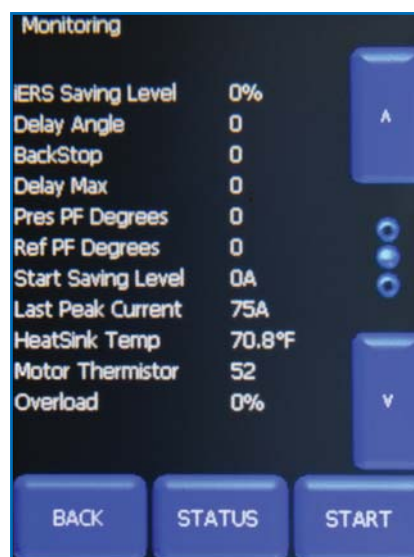 Monitoring
iERS Saving Level 0%
Delay Angle 0
BackStop 0
Delay Max 0
Pres PF Degrees 0
Ref PF Degrees 0
Start Saving Level 0A
Last Peak Current 75A
HeatSink Temp 70.8°F
Motor Thermistor 52
Overload 0%
BACK STATUS START